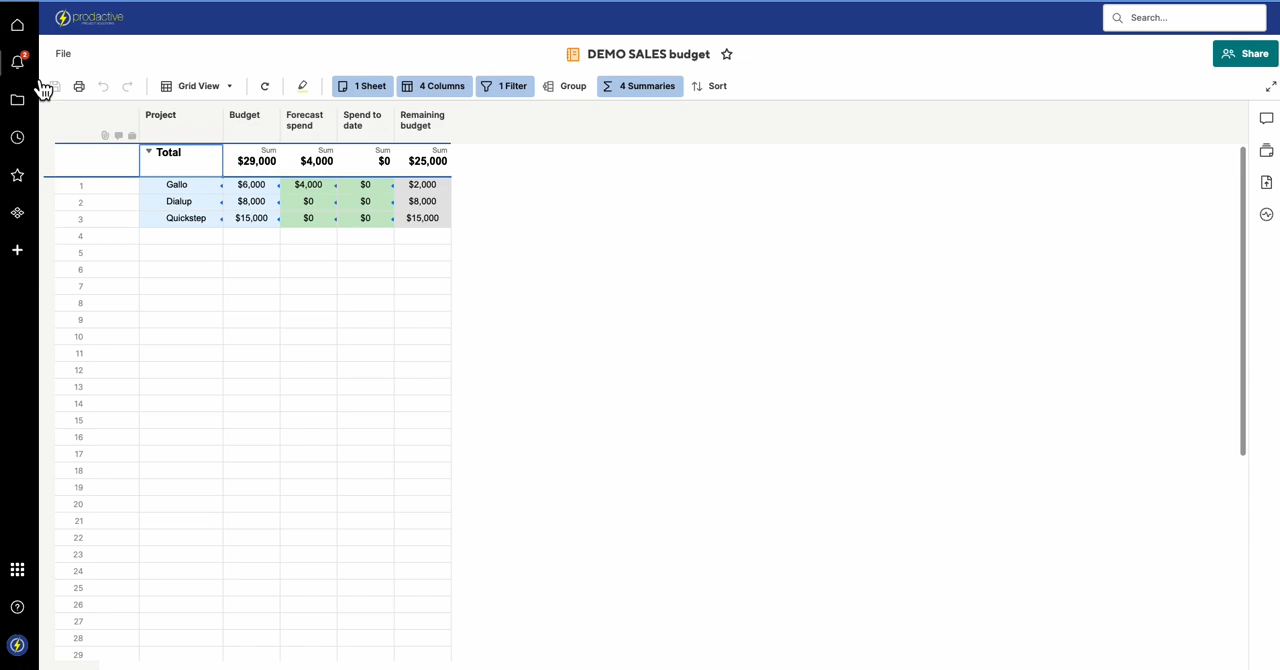 prodactive
PROJECT SOLUTIONS
Search...
2
File
DEMO SALES budget
Share
Grid View
1 Sheet
4 Columns
1 Filter
Group
4 Summaries
Sort
Project Budget Forecast spend Spend to date Remaining budget
Total Sum $29,000 Sum $4,000 Sum $0 Sum $25,000
1 Gallo $6,000 $4,000 $0 $2,000
2 Dialup $8,000 $0 $0 $8,000
3 Quickstep $15,000 $0 $0 $15,000
4
5
6
7
8
9
10
11
12
13
14
15
16
17
18
19
20
21
22
23
24
25
26
27
28
29